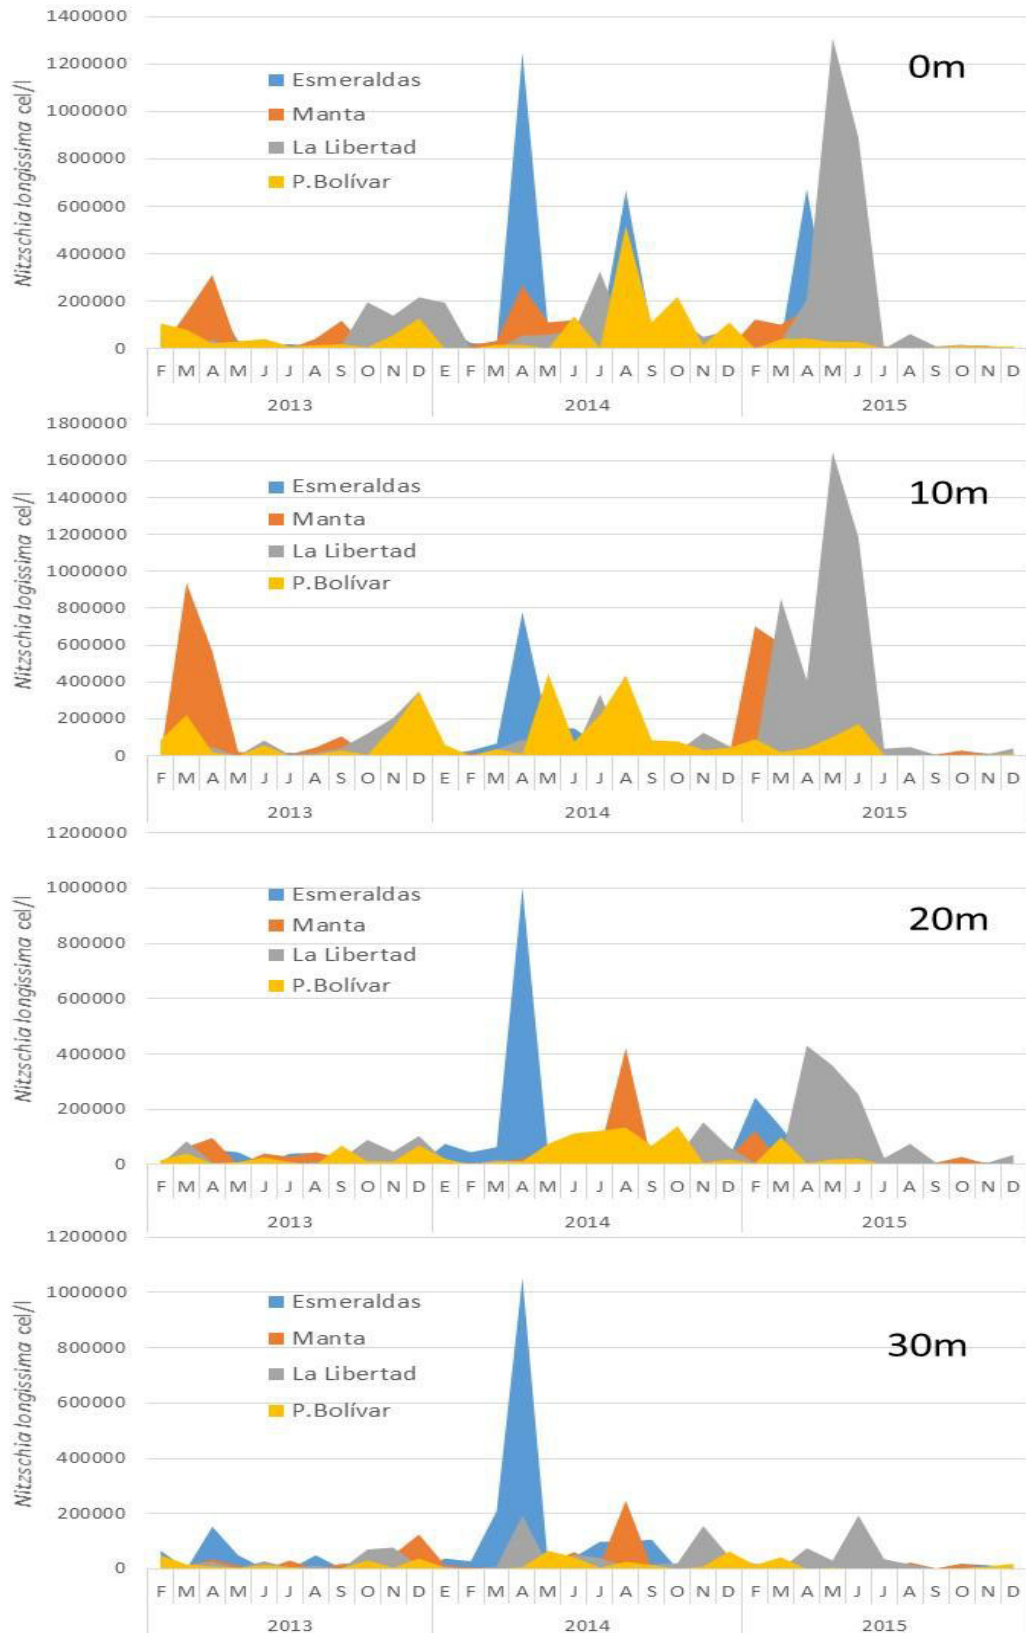 1400000
1200000
1000000
800000
600000
400000
200000
0
Nitzschia longissima cel/l
0m
Esmeraldas
Manta
La Libertad
P.Bolívar
F M A M J J A S O N D E F M A M J J A S O N D F M A M J J A S O N D
2013 2014 2015
1800000
1600000
1400000
1200000
1000000
800000
600000
400000
200000
0
Nitzschia logissima cel/l
10m
Esmeraldas
Manta
La Libertad
P.Bolívar
F M A M J J A S O N D E F M A M J J A S O N D F M A M J J A S O N D
2013 2014 2015
1200000
1000000
800000
600000
400000
200000
0
Nitzschia longissima cel/l
20m
Esmeraldas
Manta
La Libertad
P.Bolívar
F M A M J J A S O N D E F M A M J J A S O N D F M A M J J A S O N D
2013 2014 2015
1200000
1000000
800000
600000
400000
200000
0
Nitzschia longissima cel/l
30m
Esmeraldas
Manta
La Libertad
P.Bolívar
F M A M J J A S O N D E F M A M J J A S O N D F M A M J J A S O N D
2013 2014 2015